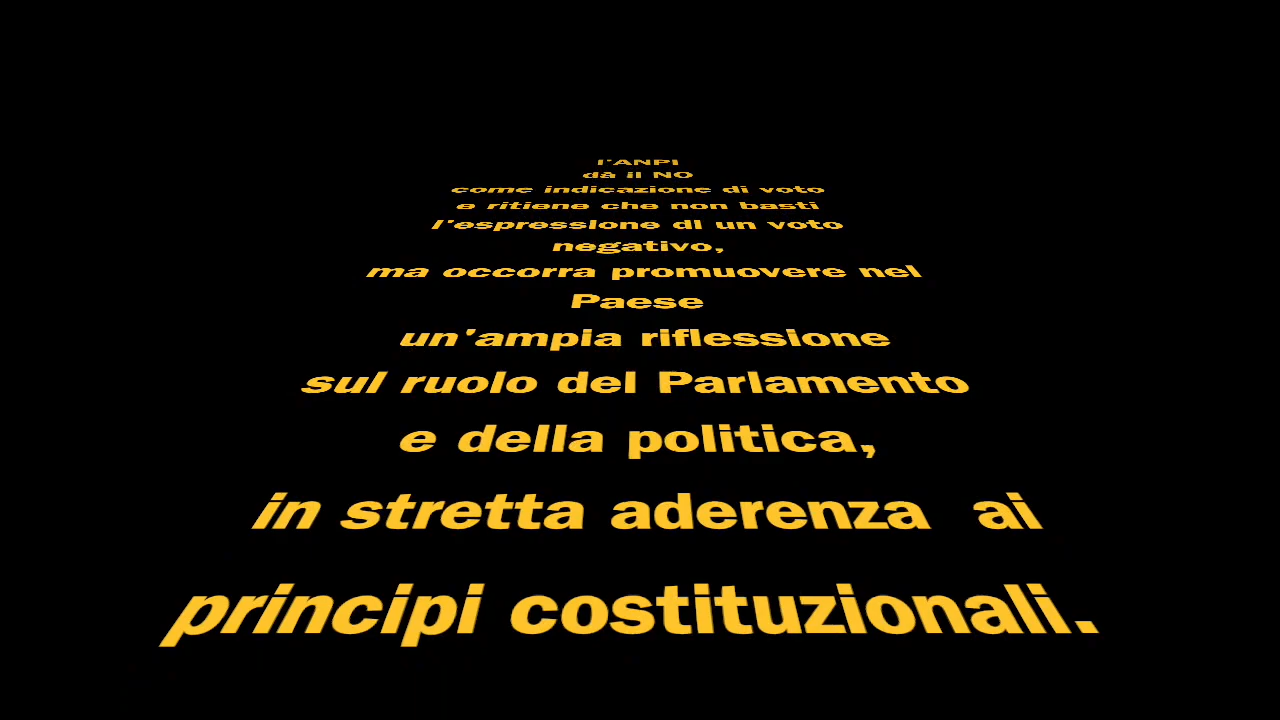 l'ANPI
dà il NO
come indicazione di voto
e ritiene che non basti
l'espressione di un voto
negativo,
ma occorra promuovere nel
Paese
un'ampia riflessione
sul ruolo del Parlamento
e della politica,
in stretta aderenza  ai
principi costituzionali.